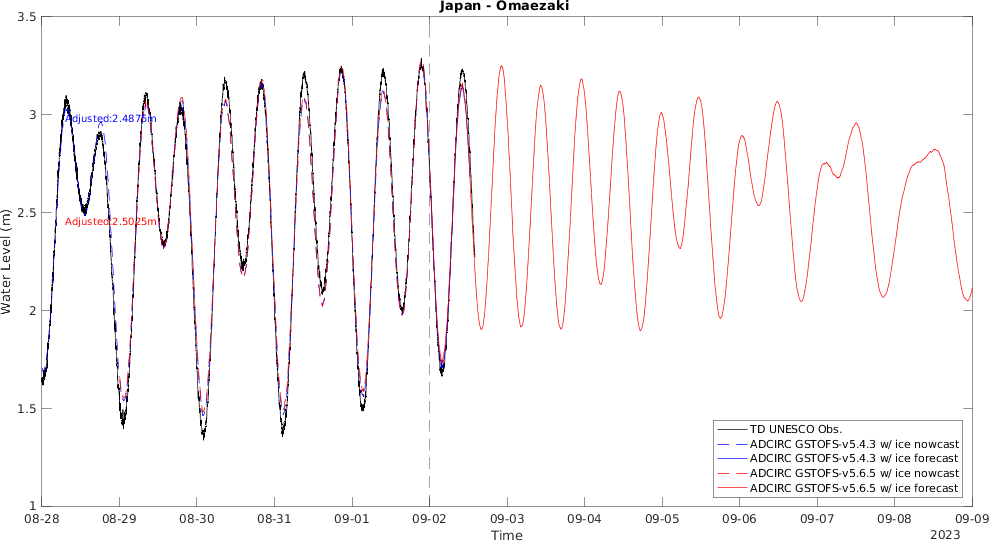 Japan - Omaezaki
3.5
3
2.5
2
1.5
1
Water Level (m)
Adjusted:2.4875m
Adjusted:2.5025m
TD UNESCO Obs.
ADCIRC GSTOFS-v5.4.3 w/ ice nowcast
ADCIRC GSTOFS-v5.4.3 w/ ice forecast
ADCIRC GSTOFS-v5.6.5 w/ ice nowcast
ADCIRC GSTOFS-v5.6.5 w/ ice forecast
08-28 08-29 08-30 08-31 09-01 09-02 09-03 09-04 09-05 09-06 09-07 09-08 09-09
Time
2023